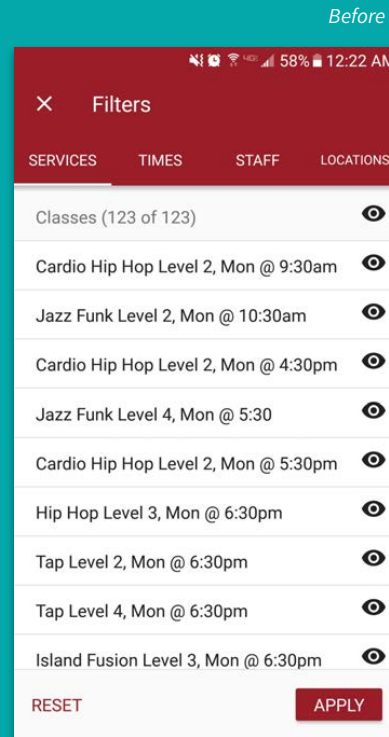 Before
58% 12:22 AM
Filters
SERVICES TIMES STAFF LOCATIONS
Classes (123 of 123)
Cardio Hip Hop Level 2, Mon @ 9:30am
Jazz Funk Level 2, Mon @ 10:30am
Cardio Hip Hop Level 2, Mon @ 4:30pm
Jazz Funk Level 4, Mon @ 5:30
Cardio Hip Hop Level 2, Mon @ 5:30pm
Hip Hop Level 3, Mon @ 6:30pm
Tap Level 2, Mon @ 6:30pm
Tap Level 4, Mon @ 6:30pm
Island Fusion Level 3, Mon @ 6:30pm
RESET APPLY